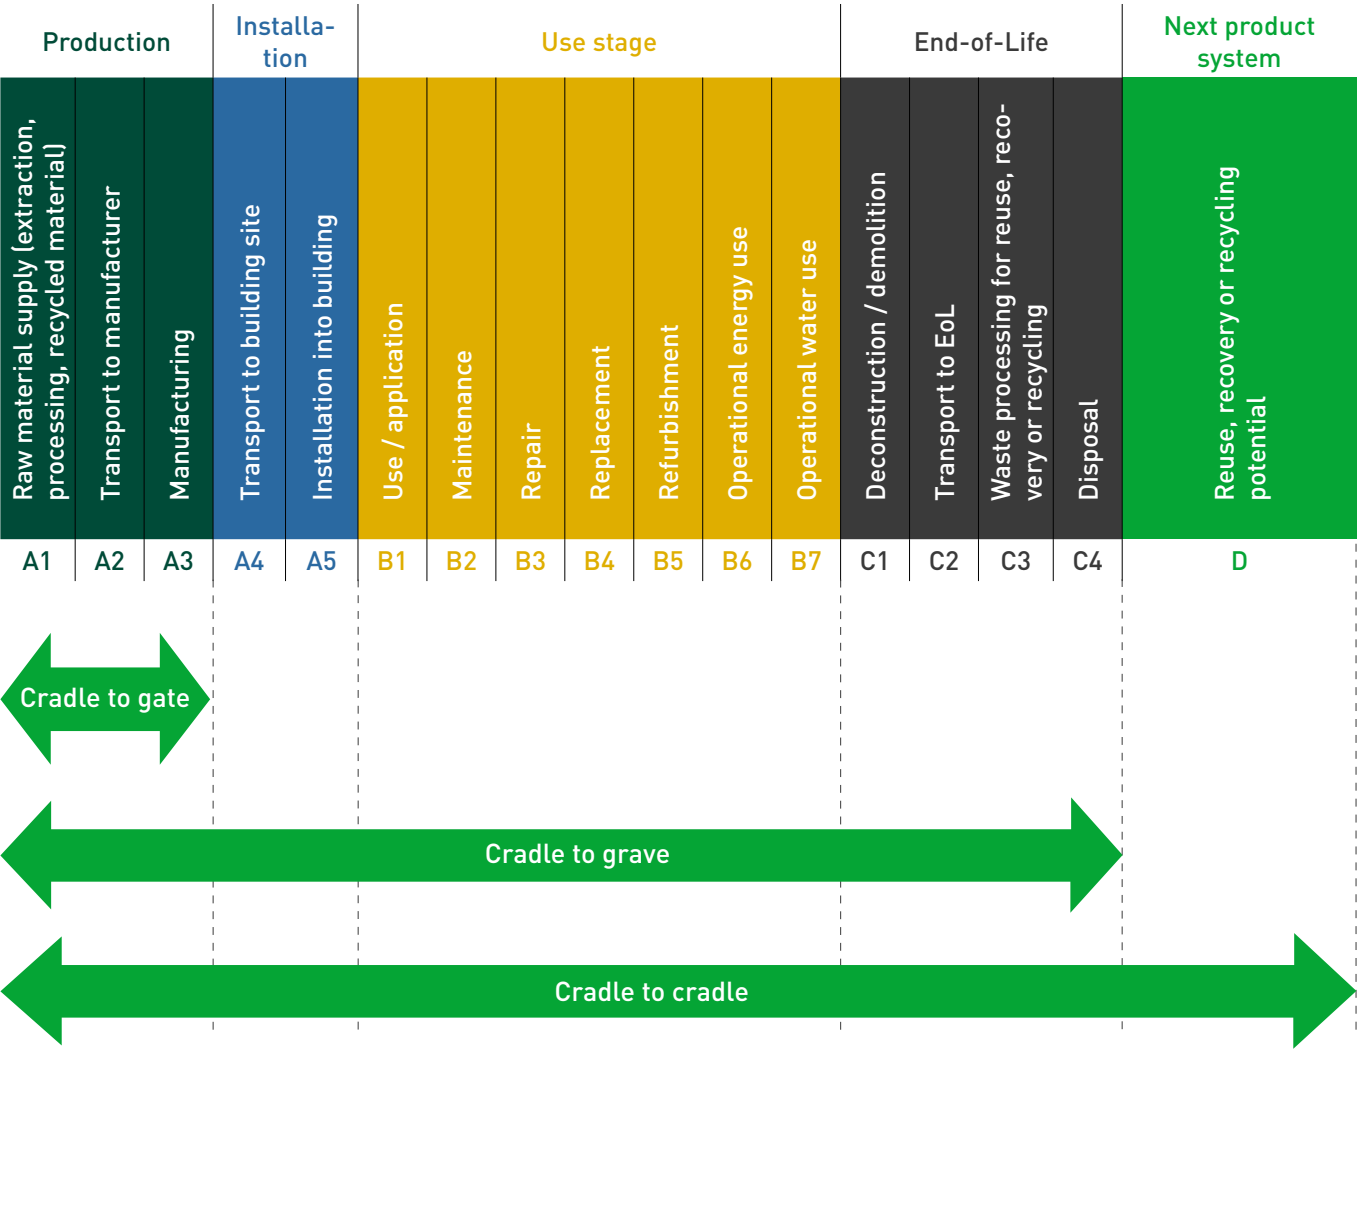 Production
Installa-
tion
Use stage
End-of-Life
Next product
system
Raw material supply (extraction,
processing, recycled material)
Transport to manufacturer
Manufacturing
Transport to building site
Installation into building
Use / application
Maintenance
Repair
Replacement
Refurbishment
Operational energy use
Operational water use
Deconstruction / demolition
Transport to EoL
Waste processing for reuse, reco-
very or recycling
Disposal
Reuse, recovery or recycling
potential
A1
A2
A3
A4
A5
B1
B2
B3
B4
B5
B6
B7
C1
C2
C3
C4
D
Cradle to gate
Cradle to grave
Cradle to cradle